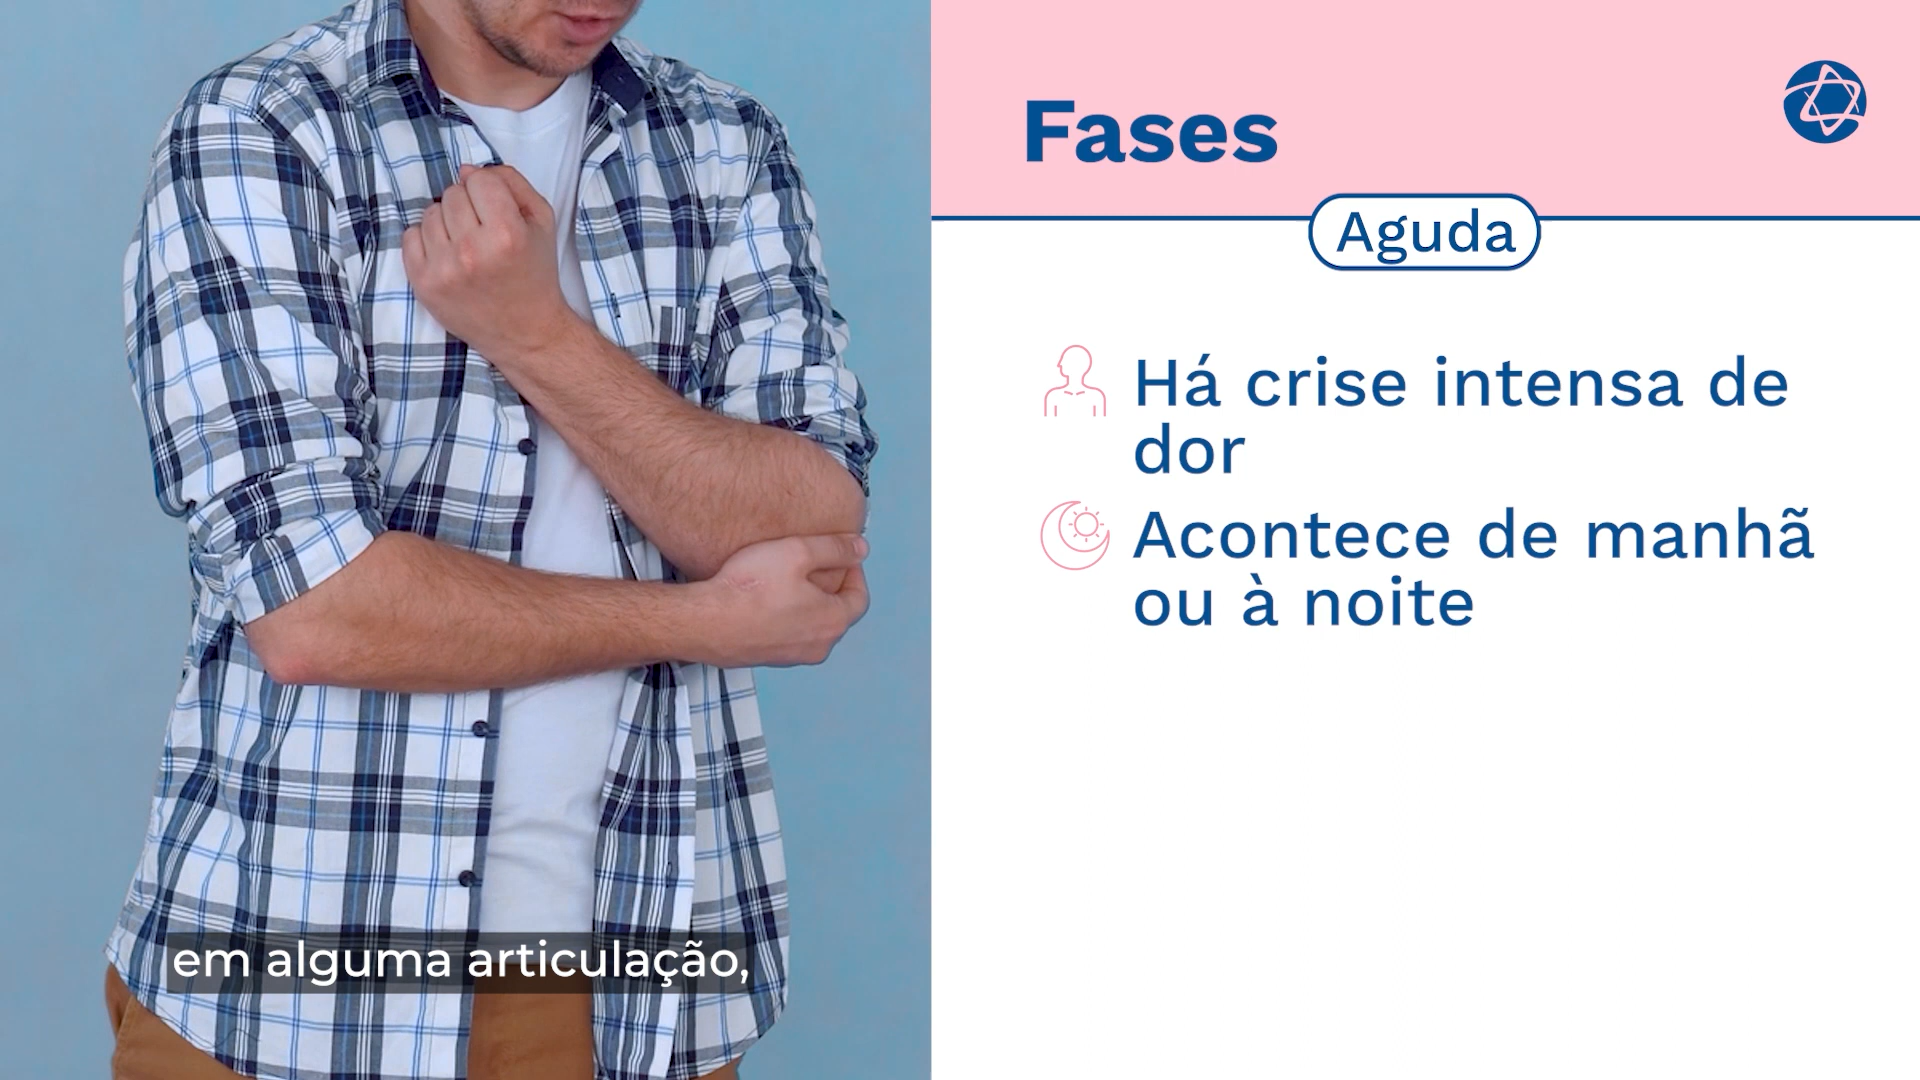 Fases
Aguda
Há crise intensa de
dor
Acontece de manhã
ou à noite
em alguma articulação,